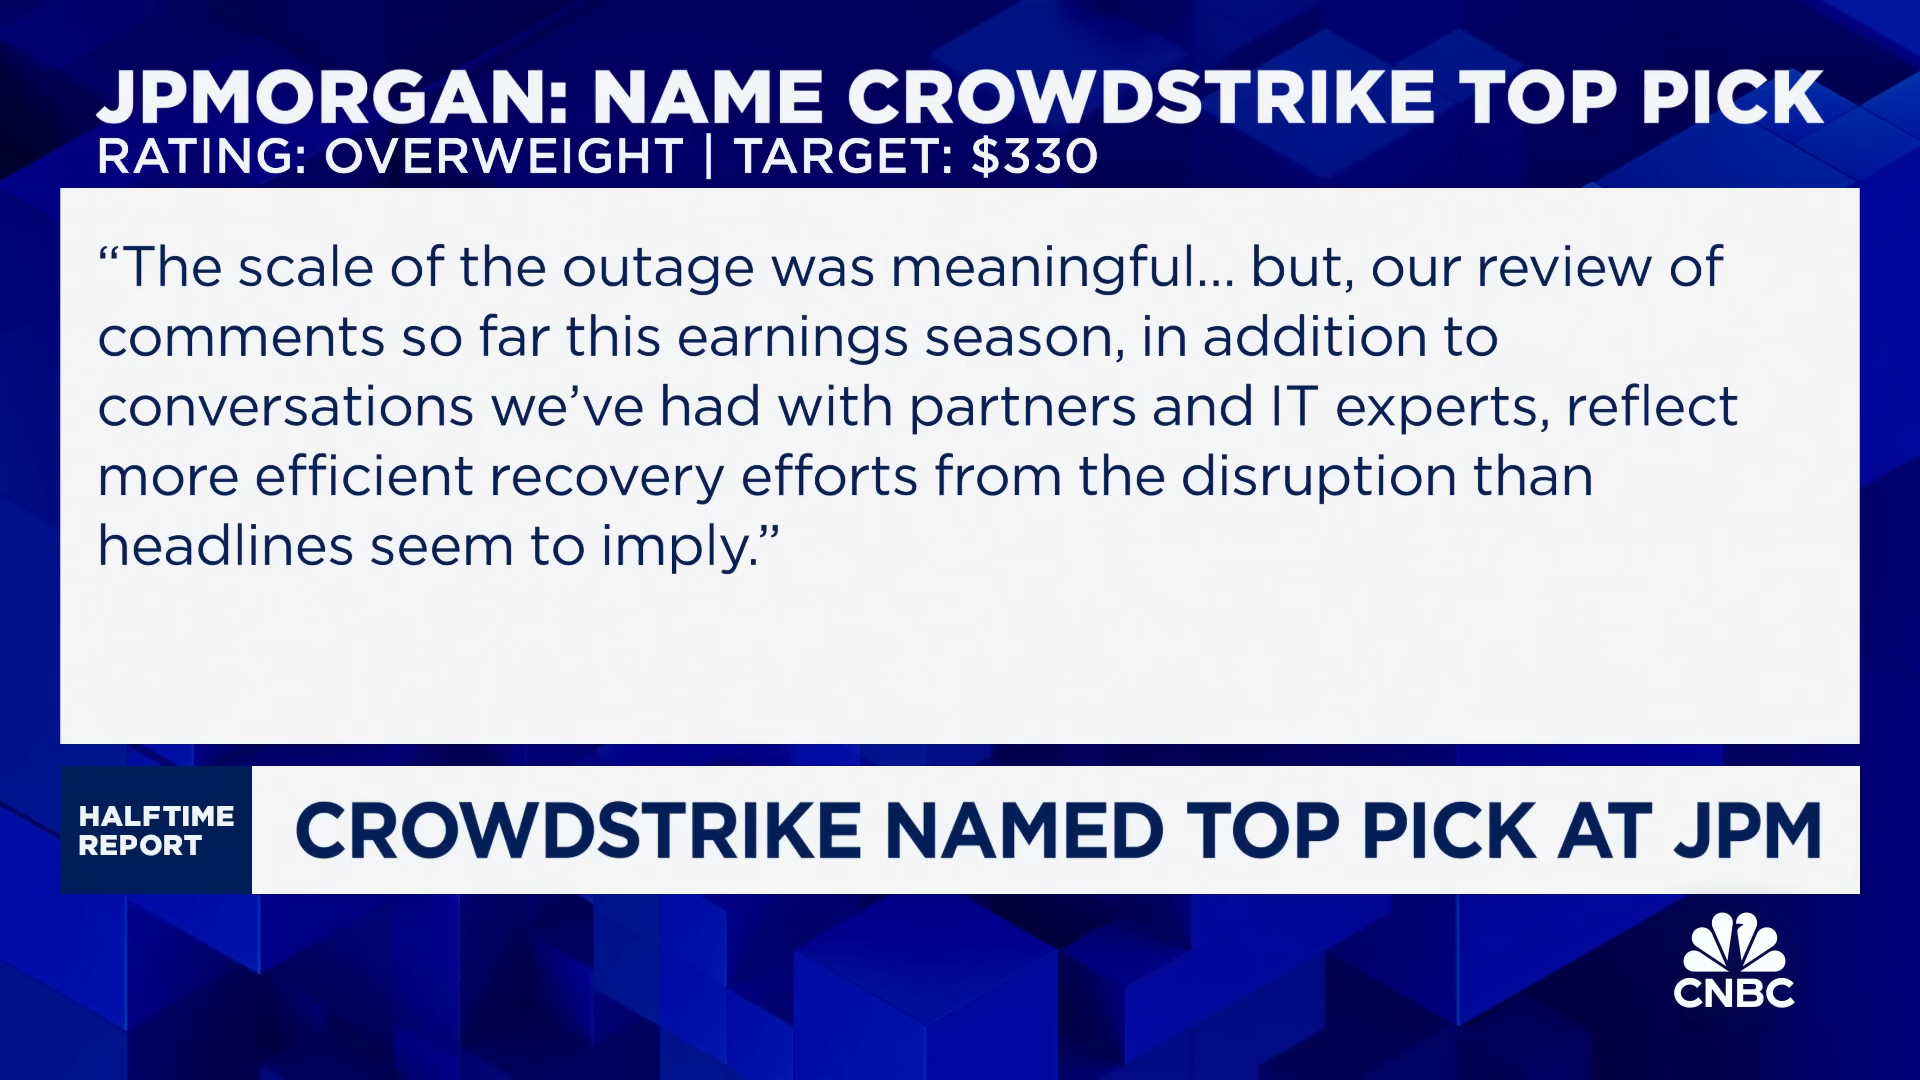 JPMORGAN: NAME CROWDSTRIKE TOP PICK
RATING: OVERWEIGHT | TARGET: $330
“The scale of the outage was meaningful... but, our review of
comments so far this earnings season, in addition to
conversations we’ve had with partners and IT experts, reflect
more efficient recovery efforts from the disruption than
headlines seem to imply.”
HALFTIME
REPORT
CROWDSTRIKE NAMED TOP PICK AT JPM
CNBC